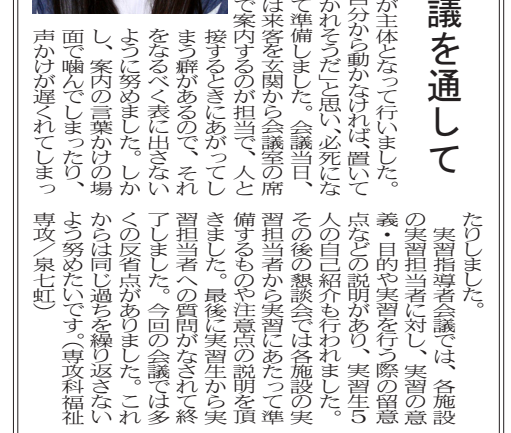 議を通して
が主体となって行いました。
自分から動かなければ、置いて
かれそうだ」と思い、必死にな
て準備しました。会議当日、
は来客を玄関から会議室の席
で案内するのが担当で、人と
接するときにあがってし
まう癖があるので、それ
をなるべく表に出さない
ように努めました。しか
し、案内の言葉かけの場
面で噛んでしまったり、
声かけが遅くれてしまっ
たりしました。
実習指導者会議では、各施設
の実習担当者に対し、実習の意
義・目的や実習を行う際の留意
点などの説明があり、実習生５
人の自己紹介も行われました。
その後の懇談会では各施設の実
習担当者から実習にあたって準
備するものや注意点の説明を頂
きました。最後に実習生から実
習担当者への質問がなされて終
了しました。今回の会議では多
くの反省点がありました。これ
からは同じ過ちを繰り返さない
よう努めたいです。（専攻科福祉
専攻／泉七虹）